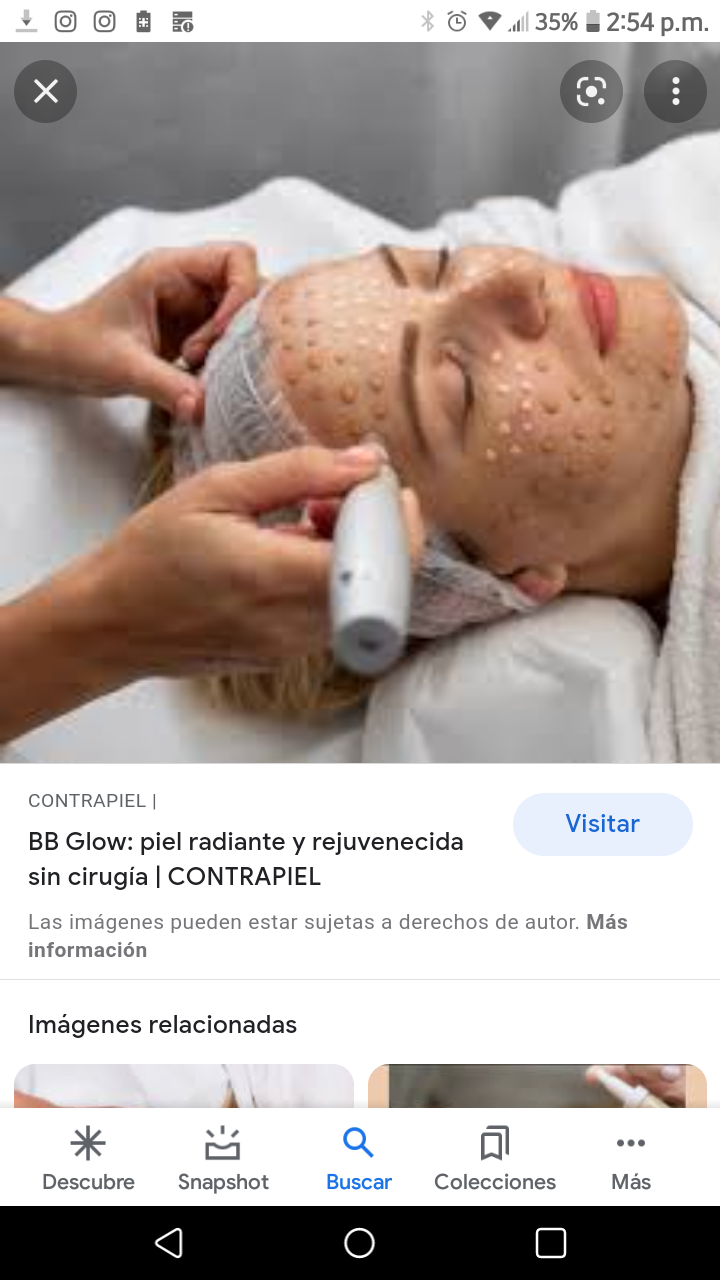 35% 2:54 p.m.
CONTRAPIEL |
BB Glow: piel radiante y rejuvenecida
sin cirugía | CONTRAPIEL
Visitar
Las imágenes pueden estar sujetas a derechos de autor. Más
información
Imágenes relacionadas
Descubre Snapshot Buscar Colecciones Más